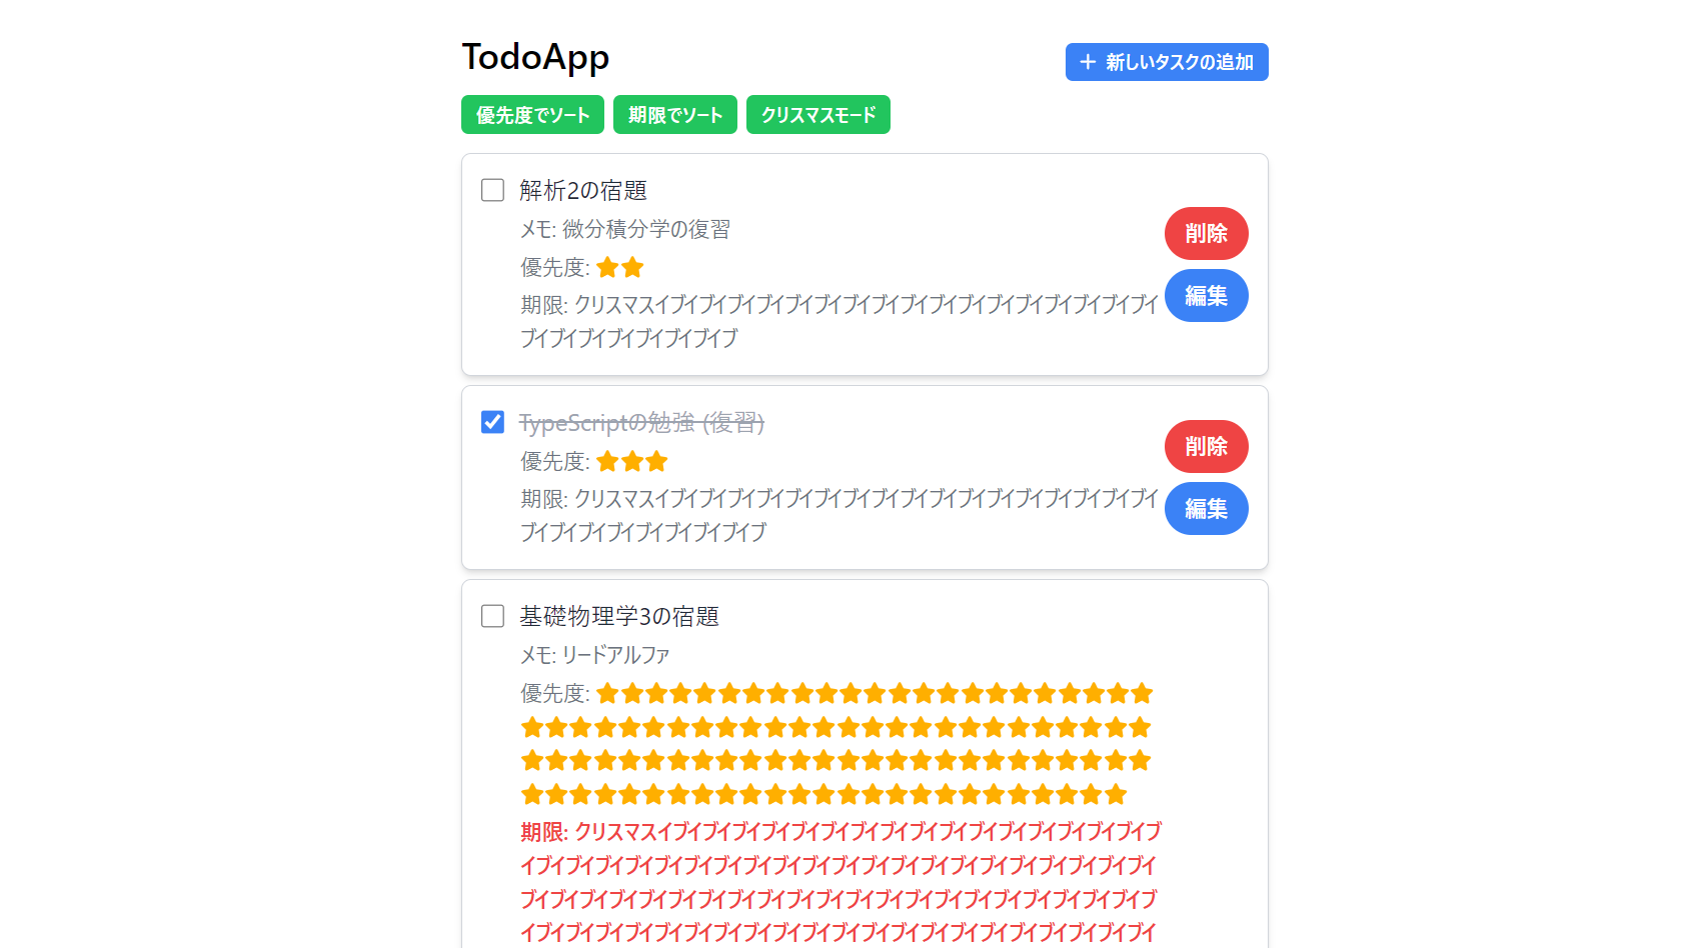 TodoApp
新しいタスクの追加
優先度でソート 期限でソート クリスマスモード
解析2の宿題
メモ: 微分積分学の復習
優先度:
期限: クリスマスイブイブイブイブイブイブイブイブイブイブイブイブイブイブイブイブイブイ
ブイブイブイブイブイブイブイブ
削除
編集
TypeScriptの勉強 (復習)
優先度:
期限: クリスマスイブイブイブイブイブイブイブイブイブイブイブイブイブイブイブイブイブイ
ブイブイブイブイブイブイブイブイブ
削除
編集
基礎物理学3の宿題
メモ: リードアルファ
優先度:
期限: クリスマスイブイブイブイブイブイブイブイブイブイブイブイブイブイブイブイブイブ
イブイブイブイブイブイブイブイブイブイブイブイブイブイブイブイブイブイブイブイブイブイ
ブイブイブイブイブイブイブイブイブイブイブイブイブイブイブイブイブイブイブイブイブイブ
イブイブイブイブイブイブイブイブイブイブイブイブイブイブイブイブイブイブイブイブイブイ